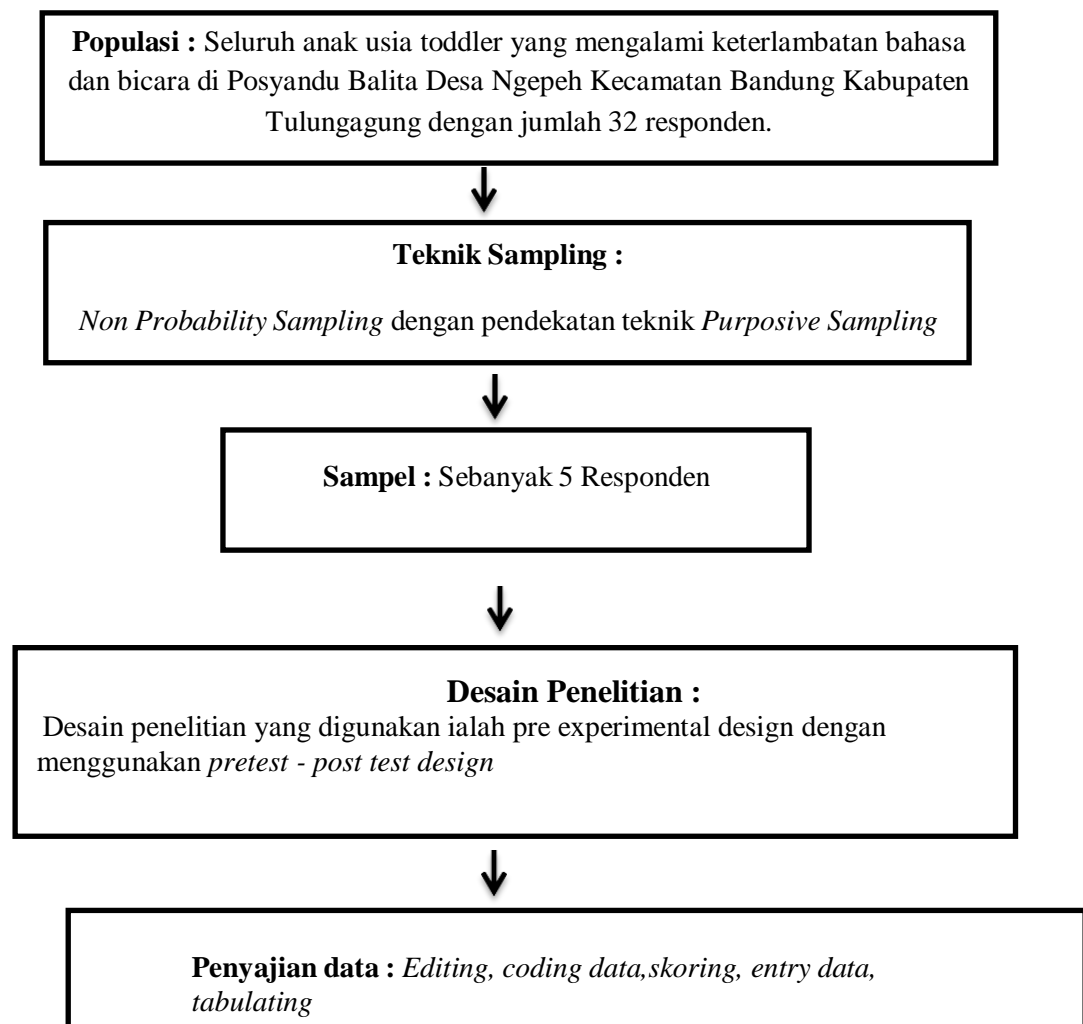 Populasi : Seluruh anak usia toddler yang mengalami keterlambatan bahasa
dan bicara di Posyandu Balita Desa Ngepeh Kecamatan Bandung Kabupaten
Tulungagung dengan jumlah 32 responden.
Teknik Sampling :
Non Probability Sampling dengan pendekatan teknik Purposive Sampling
Sampel : Sebanyak 5 Responden
Desain Penelitian :
Desain penelitian yang digunakan ialah pre experimental design dengan
menggunakan pretest - post test design
Penyajian data : Editing, coding data,skoring, entry data,
tabulating